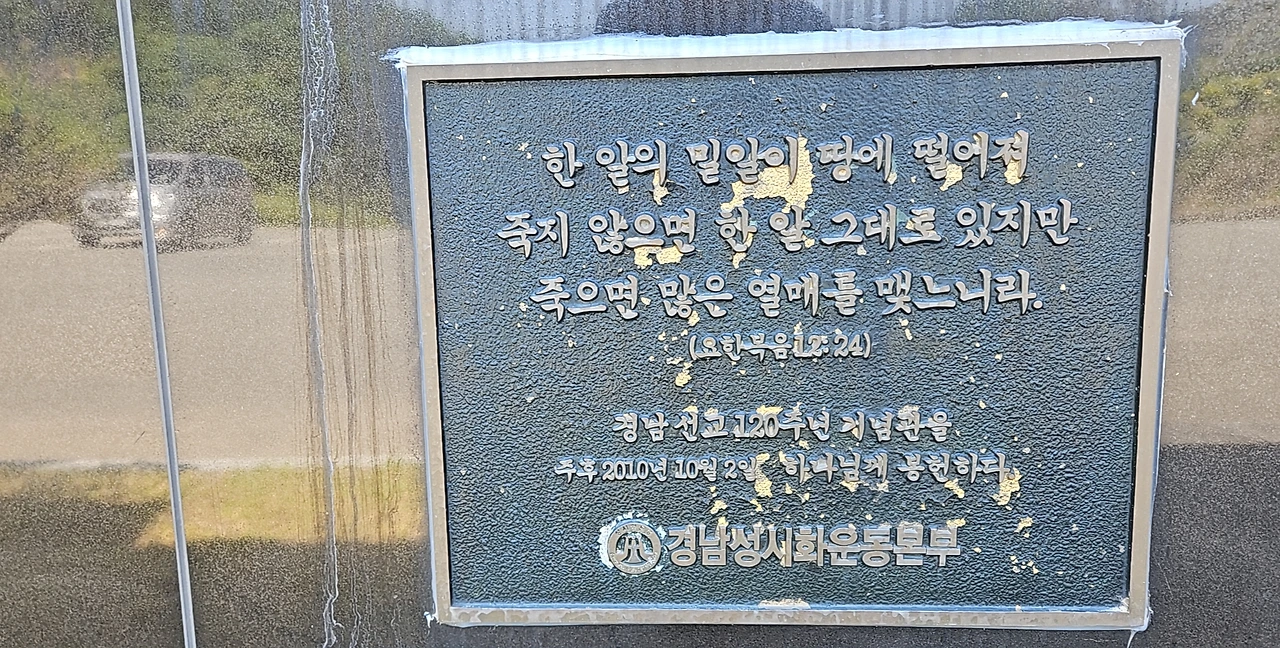 한 알의 밀알이 땅에 떨어져
죽지 않으면 한 알 그대로 있지만
죽으면 많은 열매를 맺느니라.
(요한복음12:24)
경남 선교 120주년 기념관을
주후 2010년 10월 2일 하나님께 봉헌하다.
경남성시화운동본부